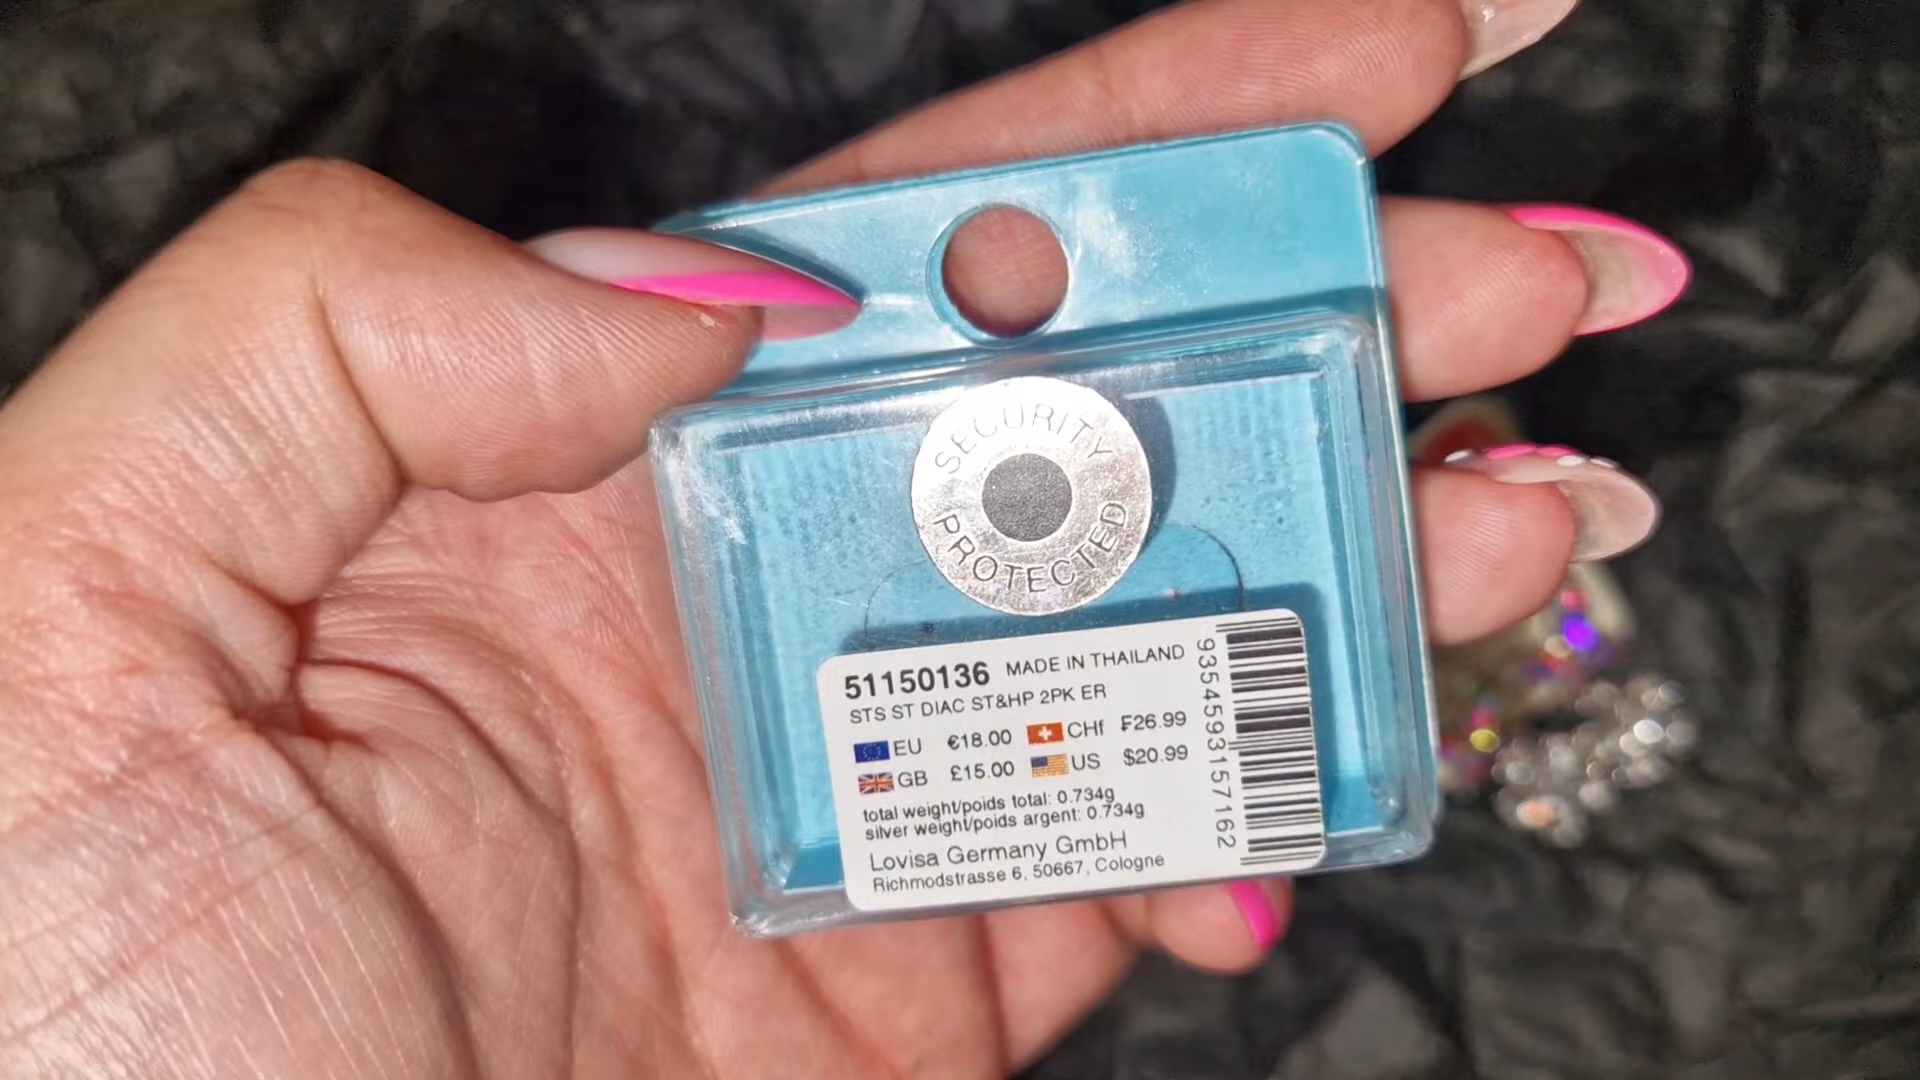 SECURITY
PROTECTED
51150136 MADE IN THAILAND
STS ST DIAC ST&HP 2PK ER
EU €18.00 CHf ₣26.99
GB £15.00 US $20.99
total weight/poids total: 0.734g
silver weight/poids argent: 0.734g
Lovisa Germany GmbH
Richmodstrasse 6, 50667, Cologne
9354593157162